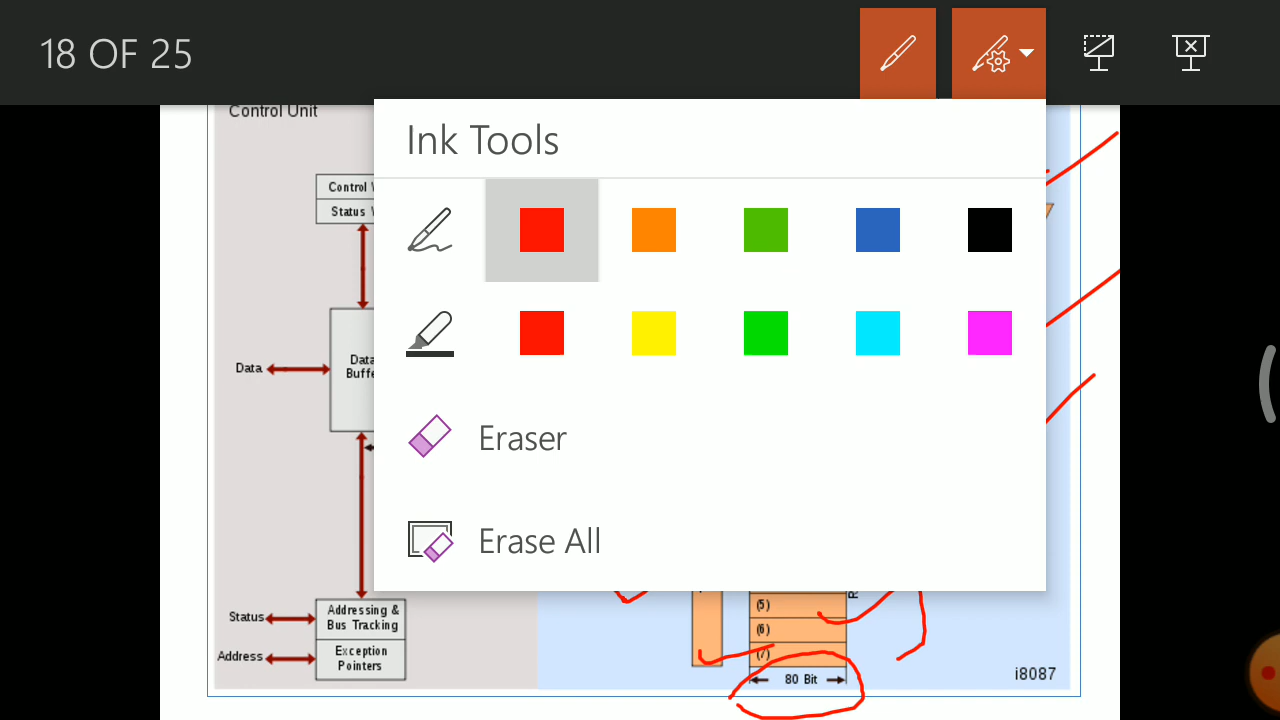 18 OF 25
Control Unit
Ink Tools
Control
Status
Data
Data
Eraser
Erase All
Status
Addressing &
Bus Tracking
Address
Exception
Pointers
(5)
(6)
(7)
80 Bit
i8087